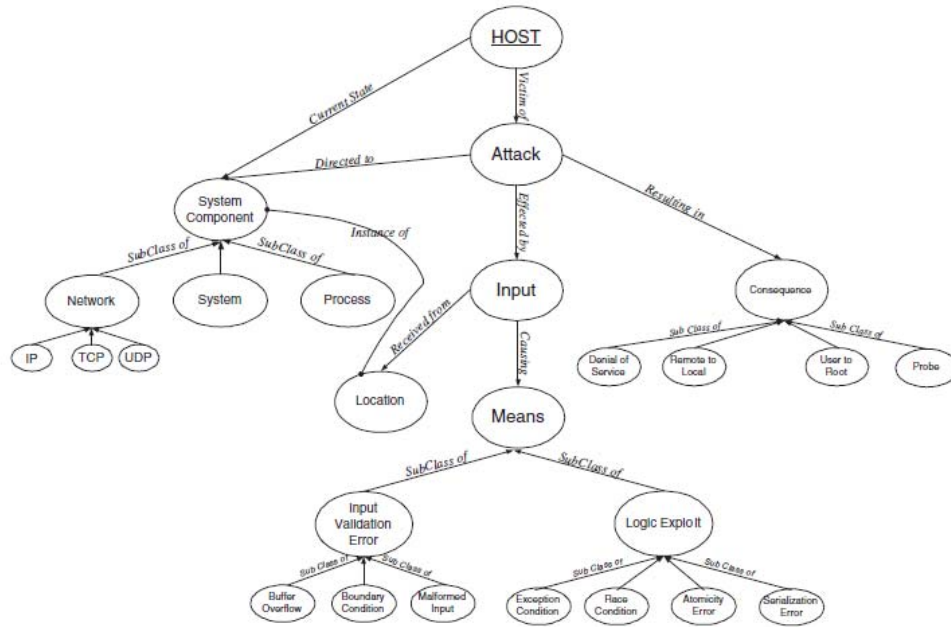 HOST
Current State
Victim of
Attack
Directed to
Resulting in
System
Component
Effected by
Instance of
SubClass of
SubClass of
Network
System
Process
Input
Consequence
IP
TCP
UDP
Received from
Causing
Sub Class of
Sub Class of
Denial of
Service
Remote to
Local
User to
Root
Probe
Location
Means
SubClass of
SubClass of
Input
Validation
Error
Logic Exploit
Sub Class of
Sub Class of
Sub Class of
Sub Class of
Buffer
Overflow
Boundary
Condition
Malformed
Input
Exception
Condition
Race
Condition
Atomicity
Error
Serialization
Error